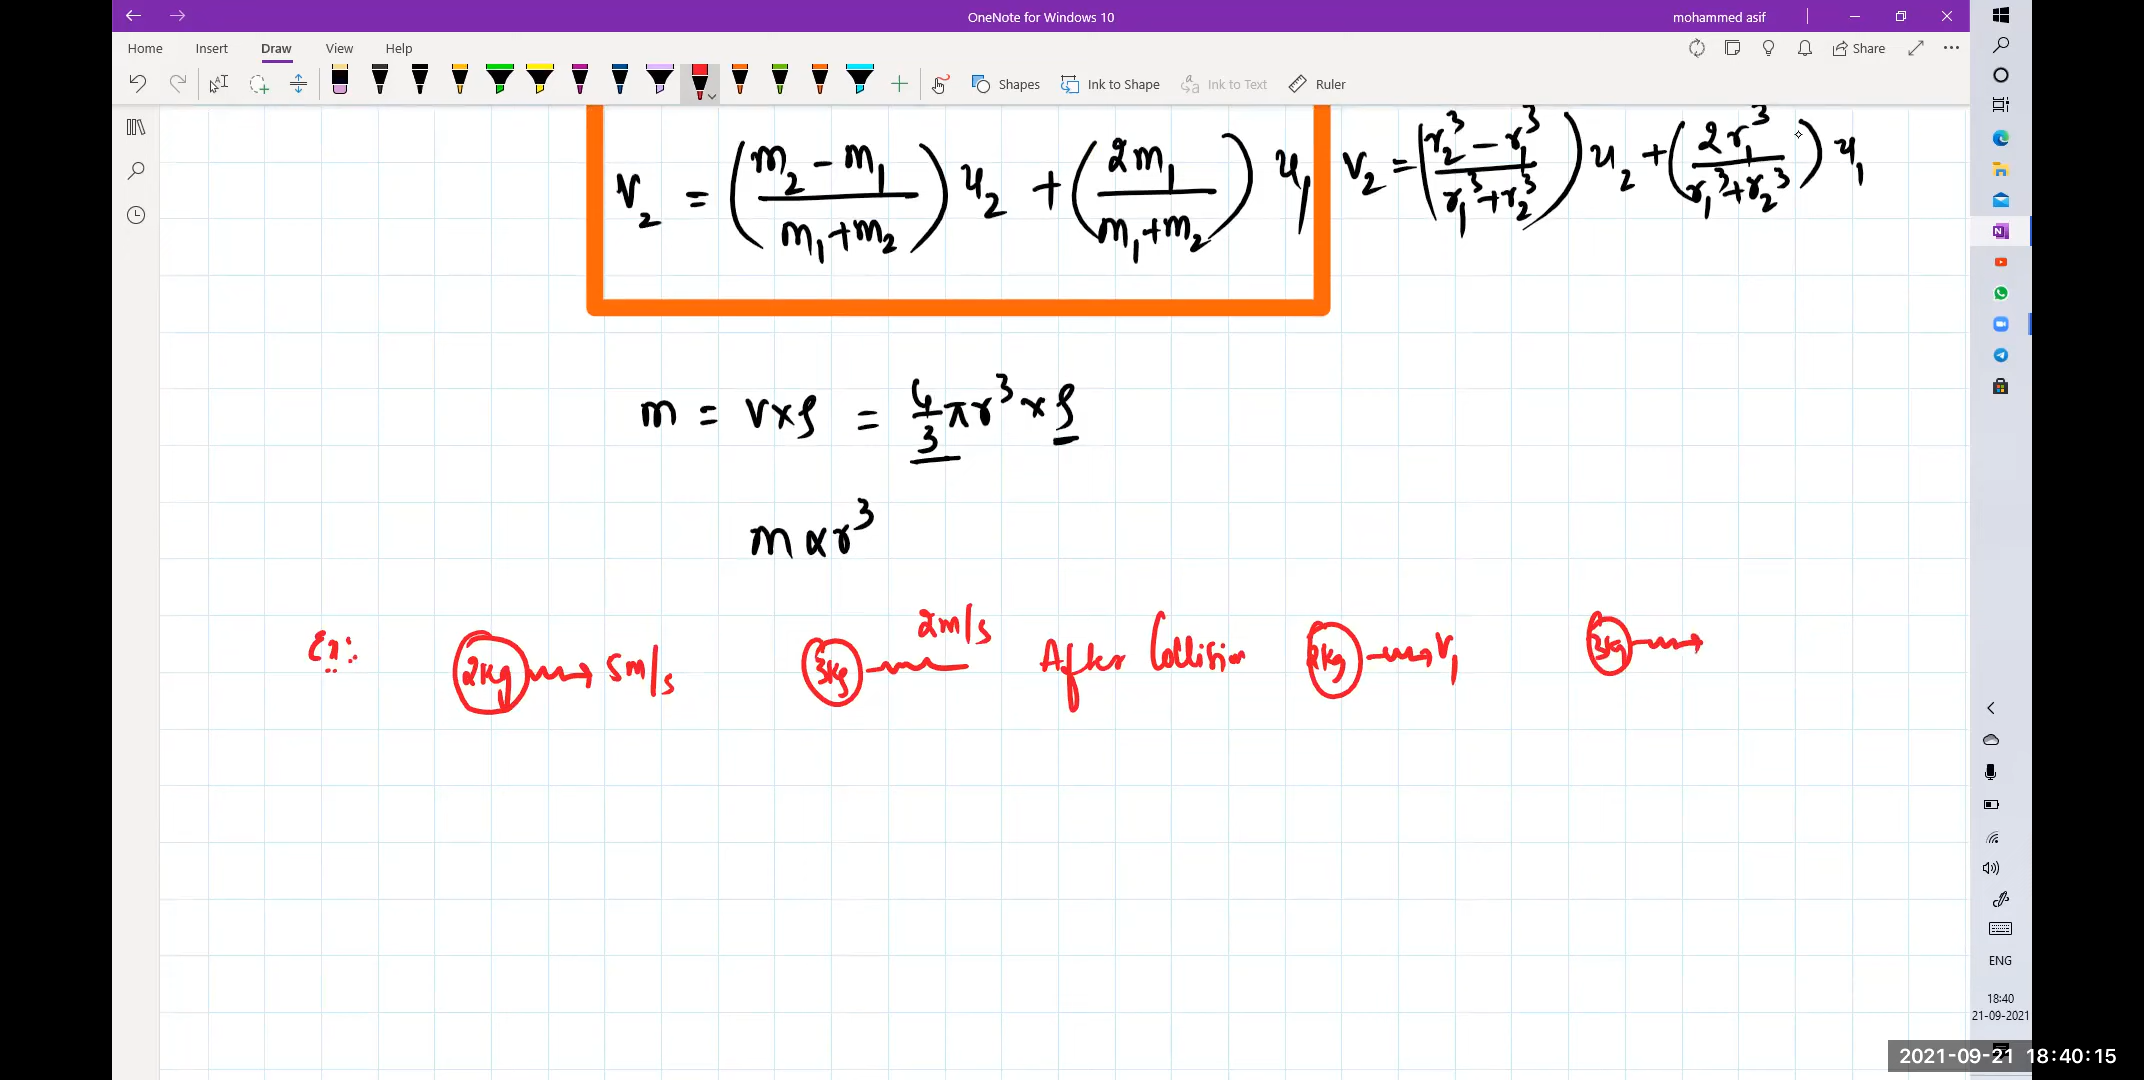 OneNote for Windows 10
mohammed asif
Home Insert Draw View Help
Share
Shapes Ink to Shape Ink to Text Ruler
v₂ = ((m₂ − m₁)/(m₁+m₂)) u₂ + (2m₁/(m₁+m₂)) u₁
v₂ = ((r₂³ − r₁³)/(r₁³+r₂³)) u₂ + (2r₁³/(r₁³+r₂³)) u₁
m = v×ρ = 4/3 πr³ × ρ
m ∝ r³
Ex: 2kg → 5m/s 3kg 2m/s After Collision 2kg → v₁ 3kg →
ENG
18:40
21-09-2021
2021-09-21 18:40:15